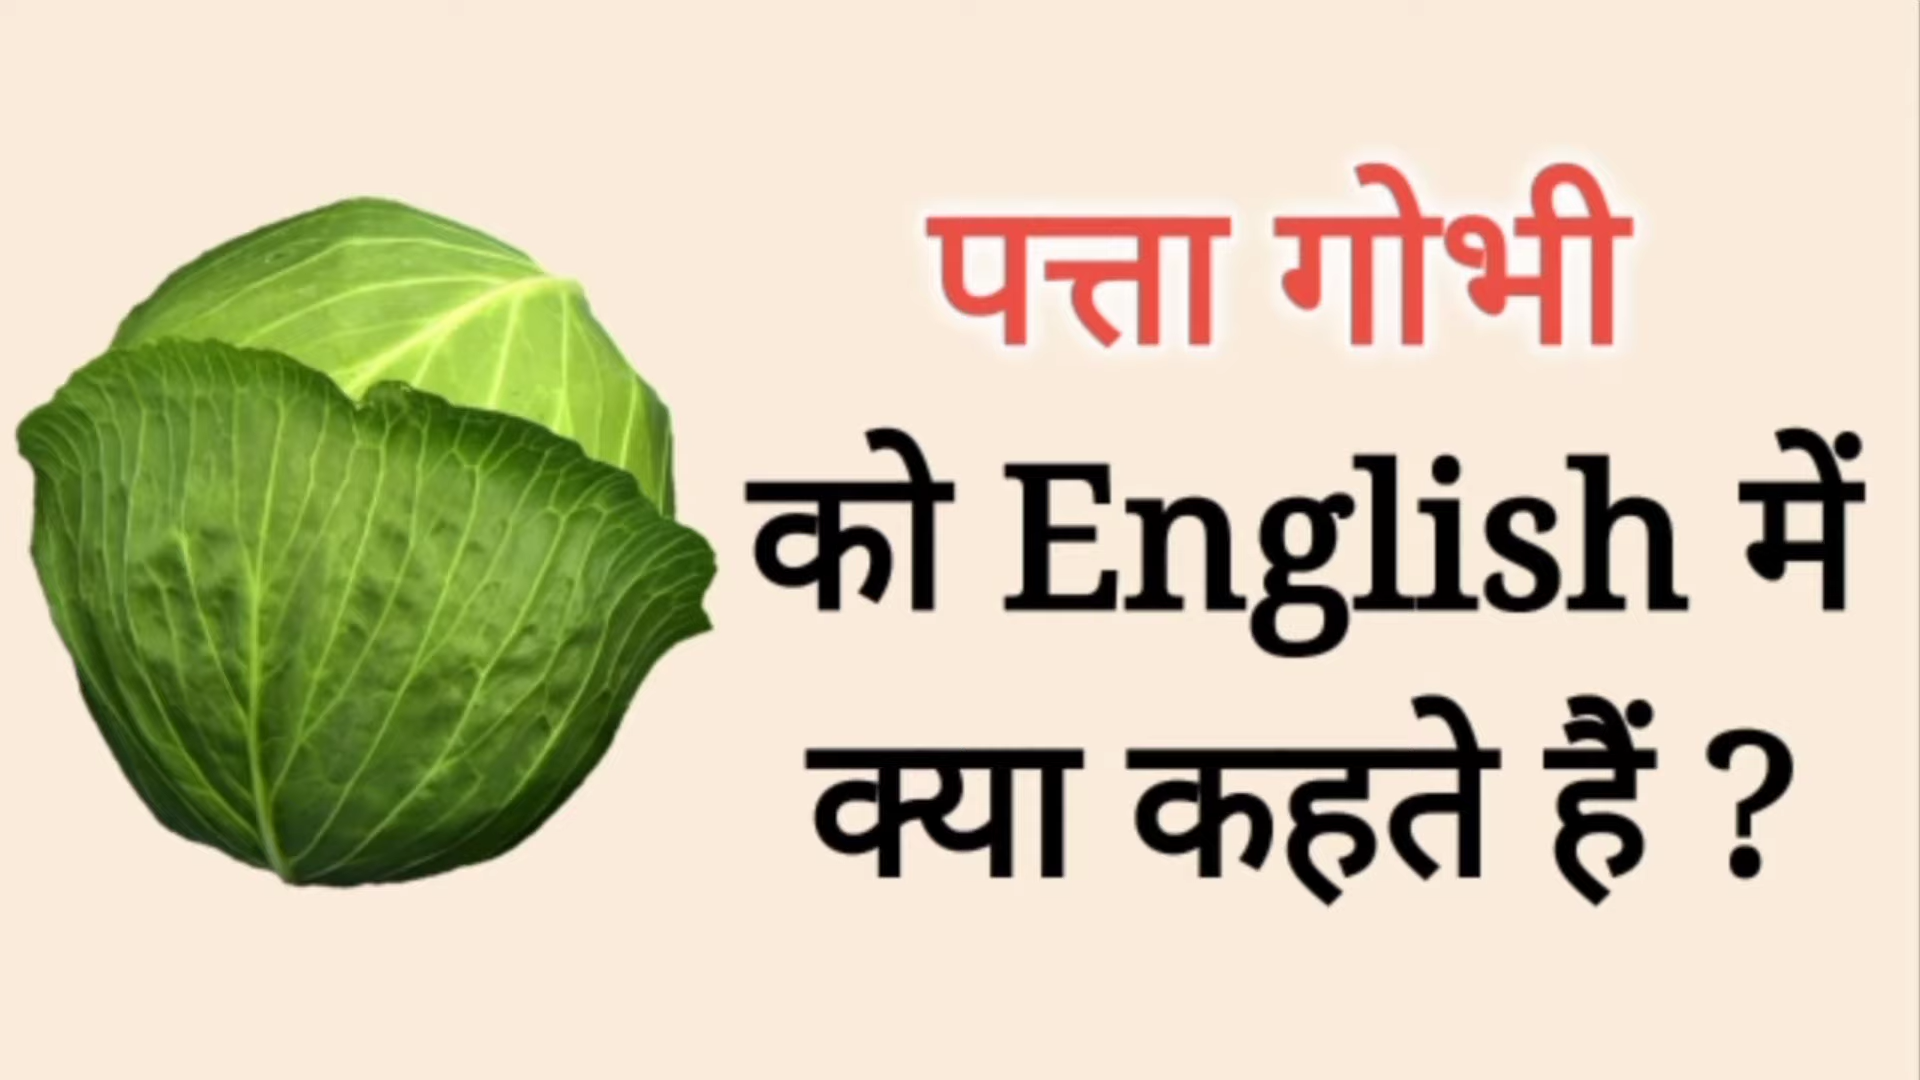 पत्ता गोभी
को English में
क्या कहते हैं ?